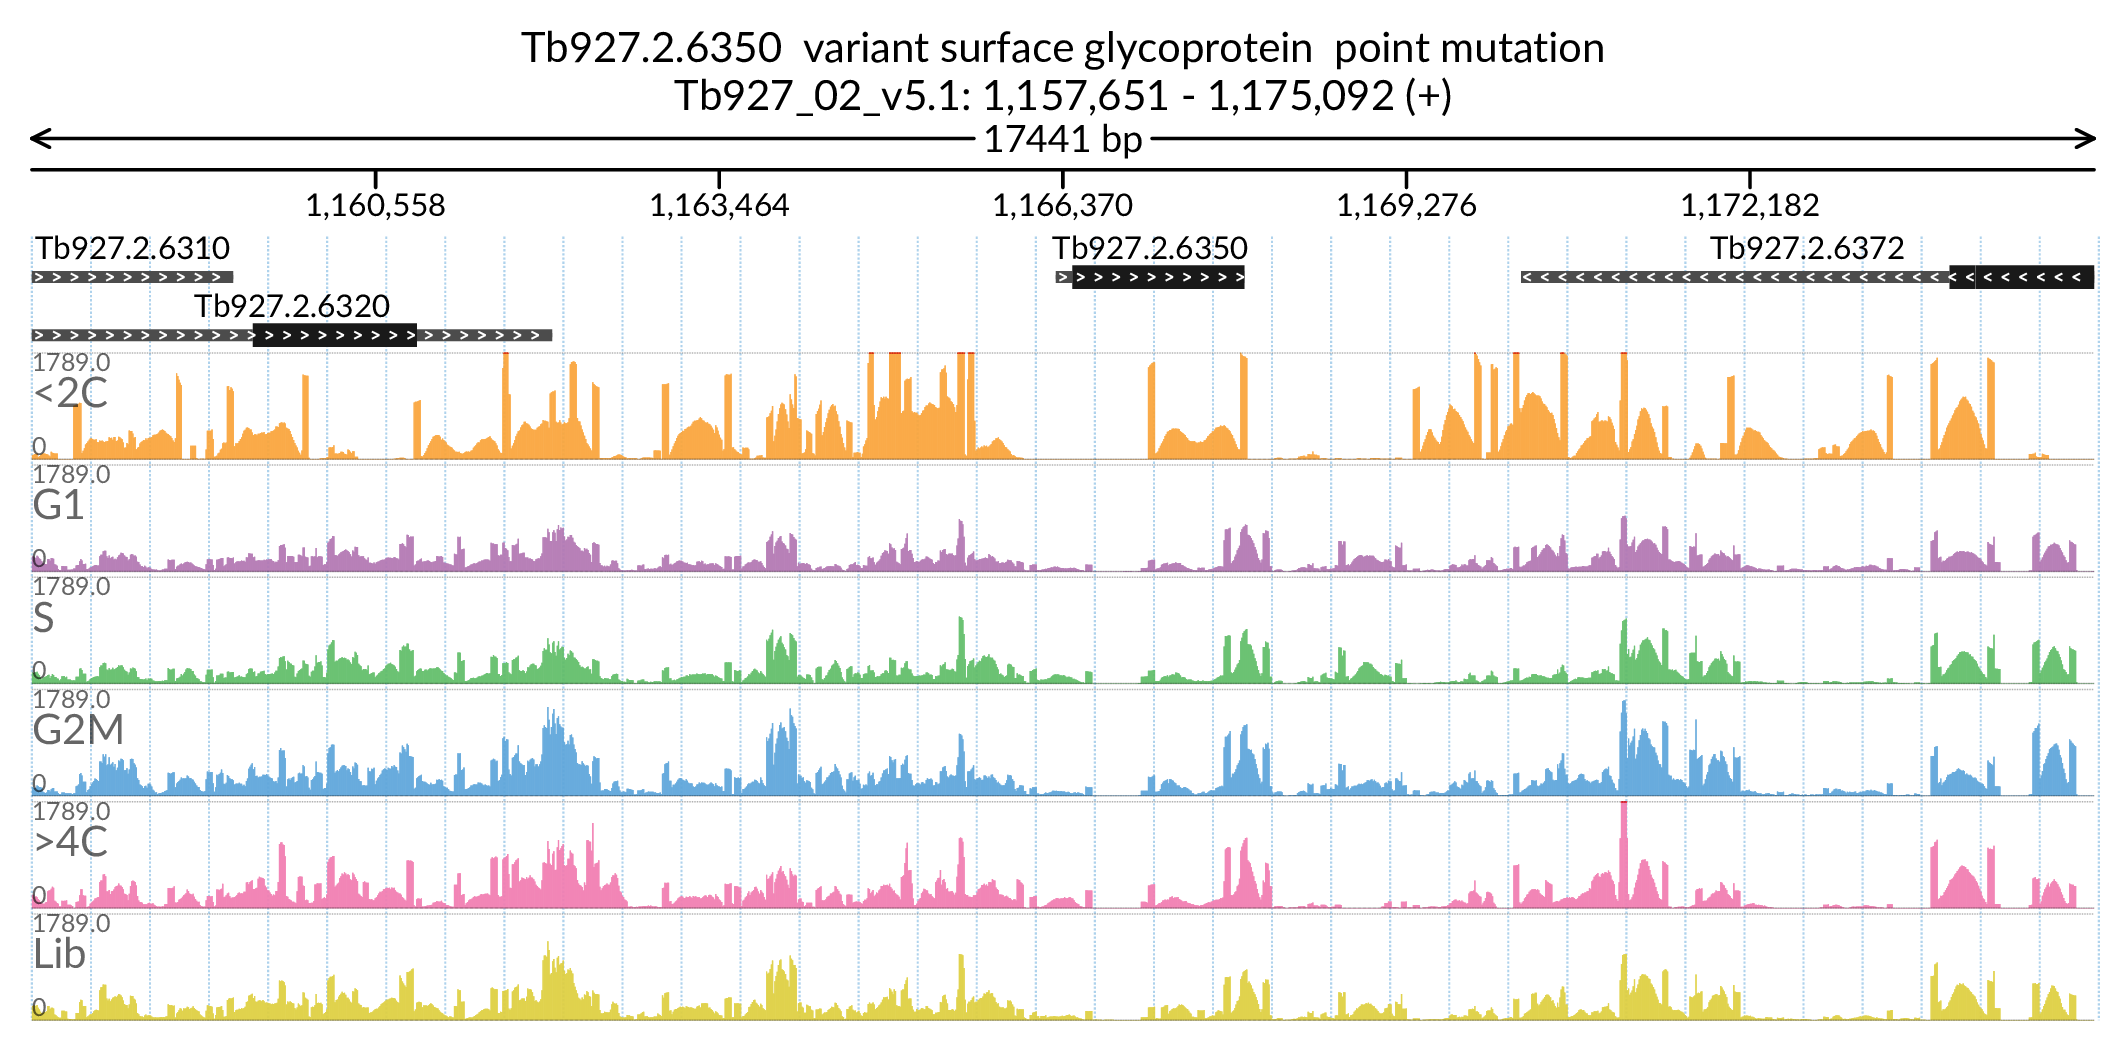 Tb927.2.6350  variant surface glycoprotein  point mutation
Tb927_02_v5.1: 1,157,651 - 1,175,092 (+)
17441 bp
1,160,558 1,163,464 1,166,370 1,169,276 1,172,182
Tb927.2.6310 Tb927.2.6350 Tb927.2.6372
Tb927.2.6320
1789.0
<2C
0
1789.0
G1
0
1789.0
S
0
1789.0
G2M
0
1789.0
>4C
0
1789.0
Lib
0